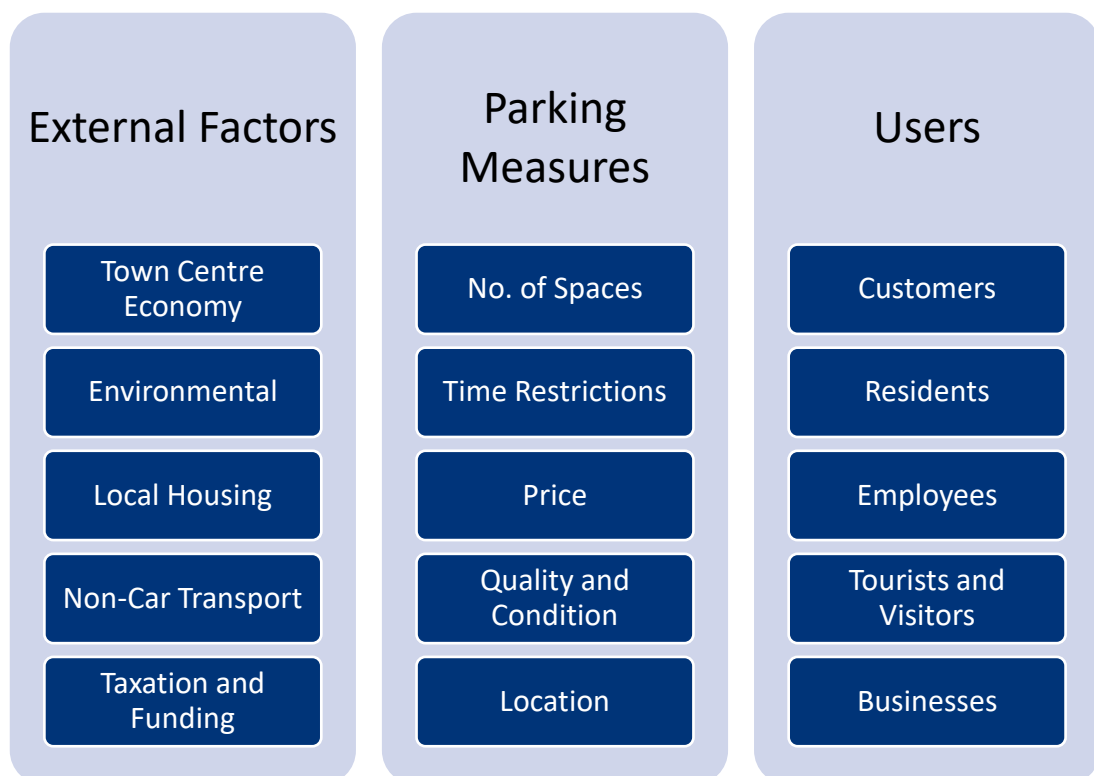 External Factors
Town Centre
Economy
Environmental
Local Housing
Non-Car Transport
Taxation and
Funding
Parking
Measures
No. of Spaces
Time Restrictions
Price
Quality and
Condition
Location
Users
Customers
Residents
Employees
Tourists and
Visitors
Businesses